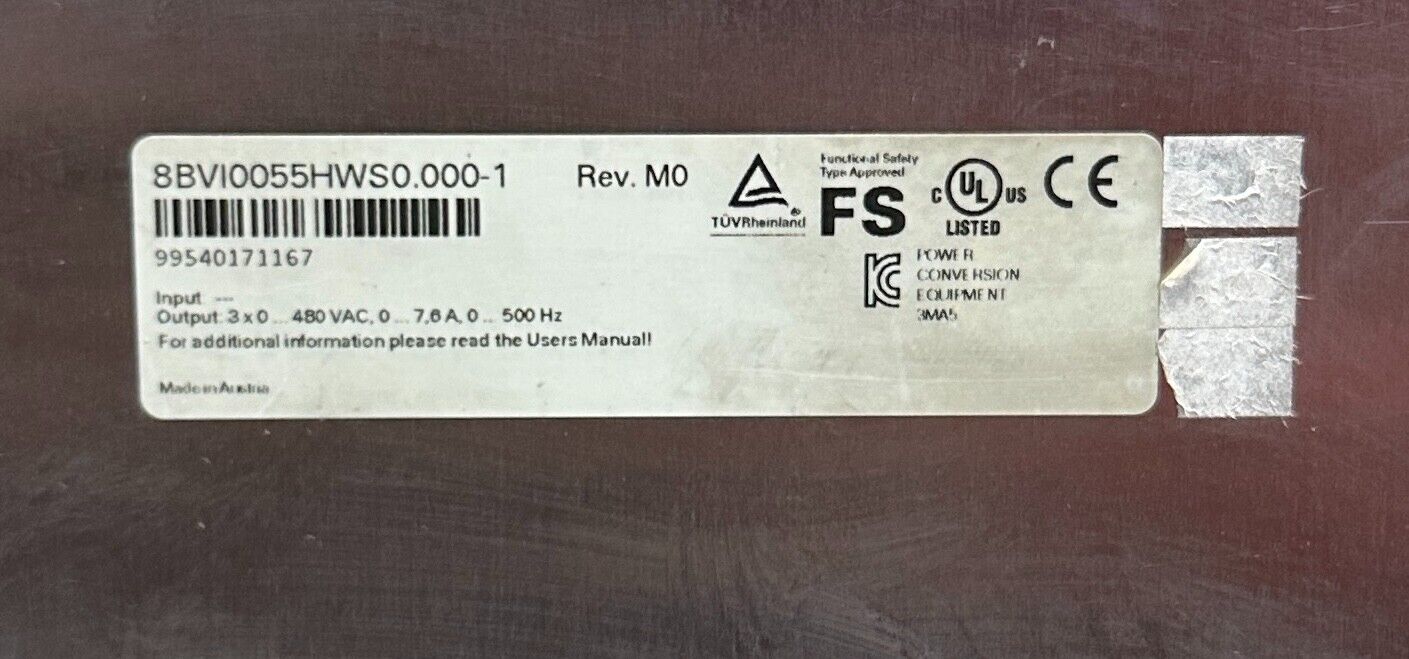 8BVI0055HWS0.000-1 Rev. M0
99540171167
Input ---
Output: 3 x 0 ... 480 VAC, 0 ... 7,6 A, 0 ... 500 Hz
For additional information please read the Users Manual!
Made in Austria
TÜVRheinland ®
Functional Safety
Type Approved
FS
C UL US
LISTED
CE
KC
POWER
CONVERSION
EQUIPMENT
3MA5